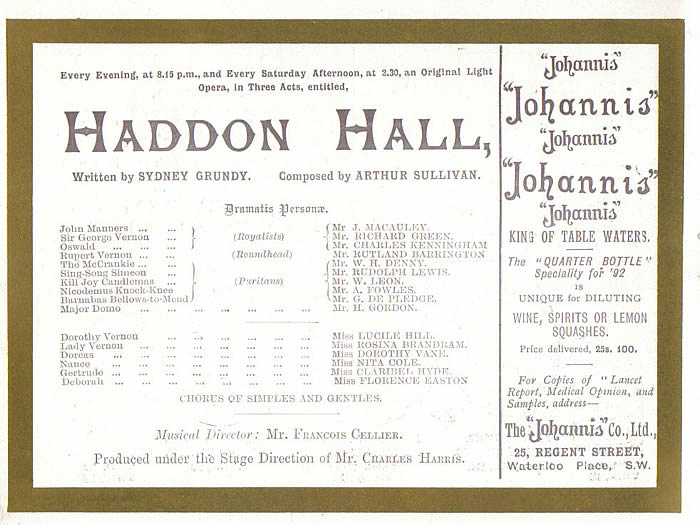 Every Evening, at 8.15 p.m., and Every Saturday Afternoon, at 2.30, an Original Light
Opera, in Three Acts, entitled,
HADDON HALL,
Written by SYDNEY GRUNDY. Composed by ARTHUR SULLIVAN.
Dramatis Personæ.
John Manners ... ... Mr J. MACAULEY.
Sir George Vernon ... (Royalists) Mr. RICHARD GREEN.
Oswald ... ... ... Mr. CHARLES KENNINGHAM
Rupert Vernon ... ... (Roundhead) Mr. RUTLAND BARRINGTON
The McCrankie ... ... Mr. W. H. DENNY.
Sing-Song Simeon ... Mr. RUDOLPH LEWIS.
Kill Joy Candlemas ... (Puritans) Mr. W. LEON.
Nicodemus Knock-Knee Mr. A. FOWLES.
Barnabas Bellows-to-Mend Mr. G. DE PLEDGE.
Major Domo ... ... ... ... ... ... ... Mr. H. GORDON.
Dorothy Vernon ... ... ... ... ... ... Miss LUCILE HILL.
Lady Vernon ... ... ... ... ... ... ... Miss ROSINA BRANDRAM.
Dorcas ... ... ... ... ... ... ... ... Miss DOROTHY VANE.
Nance ... ... ... ... ... ... ... ... Miss NITA COLE.
Gertrude ... ... ... ... ... ... ... Miss CLARIBEL HYDE.
Deborah ... ... ... ... ... ... ... ... Miss FLORENCE EASTON
CHORUS OF SIMPLES AND GENTLES.
Musical Director: Mr. FRANCOIS CELLIER.
Produced under the Stage Direction of Mr. CHARLES HARRIS.
"Johannis"
"Johannis"
"Johannis"
"Johannis"
"Johannis"
KING OF TABLE WATERS.
The "QUARTER BOTTLE"
Speciality for '92
IS
UNIQUE for DILUTING
WINE, SPIRITS OR LEMON
SQUASHES.
Price delivered, 25s. 100.
For Copies of "Lancet
Report, Medical Opinion, and
Samples, address—
The "Johannis" Co., Ltd.,
25, REGENT STREET,
Waterloo Place, S.W.